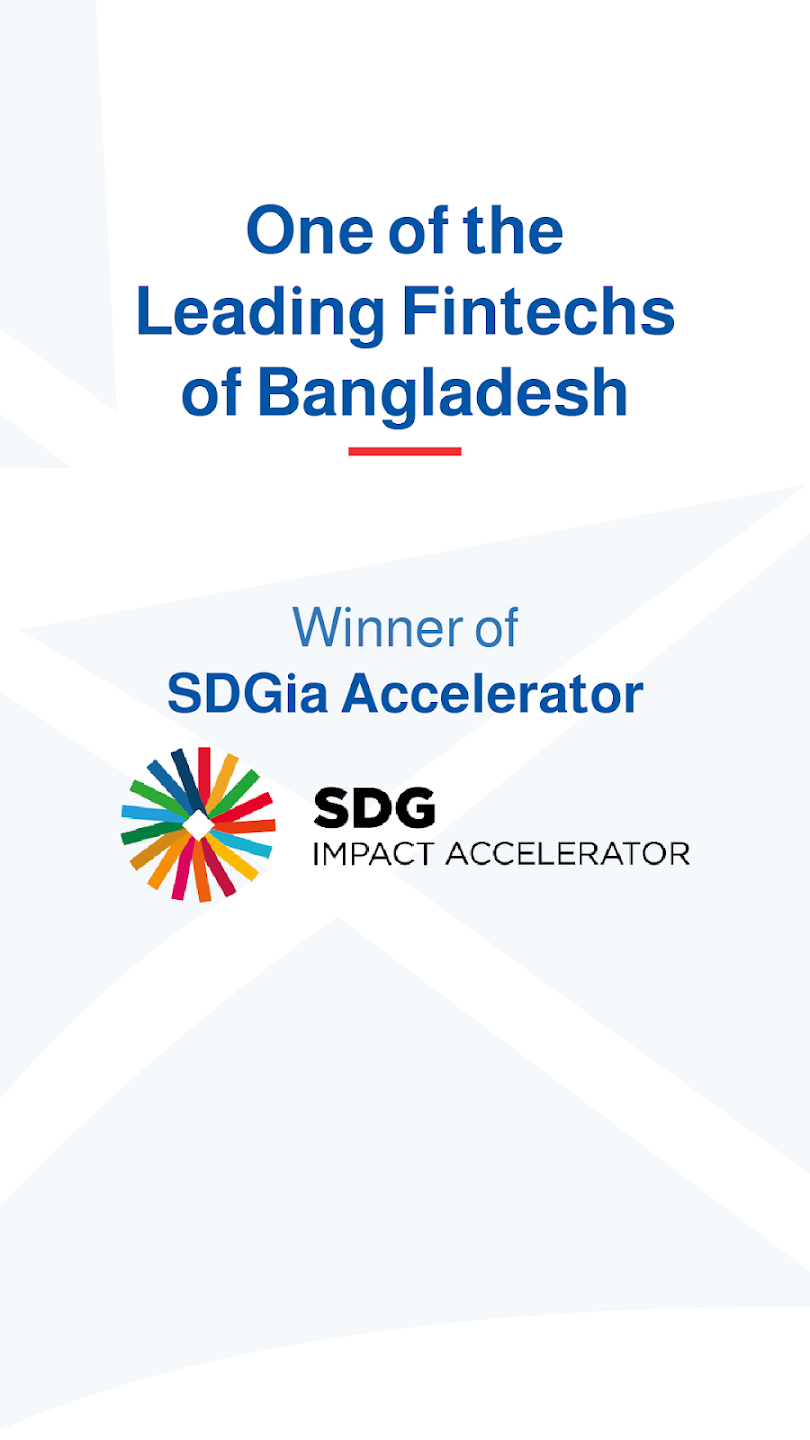 One of the
Leading Fintechs
of Bangladesh
Winner of
SDGia Accelerator
SDG
IMPACT ACCELERATOR